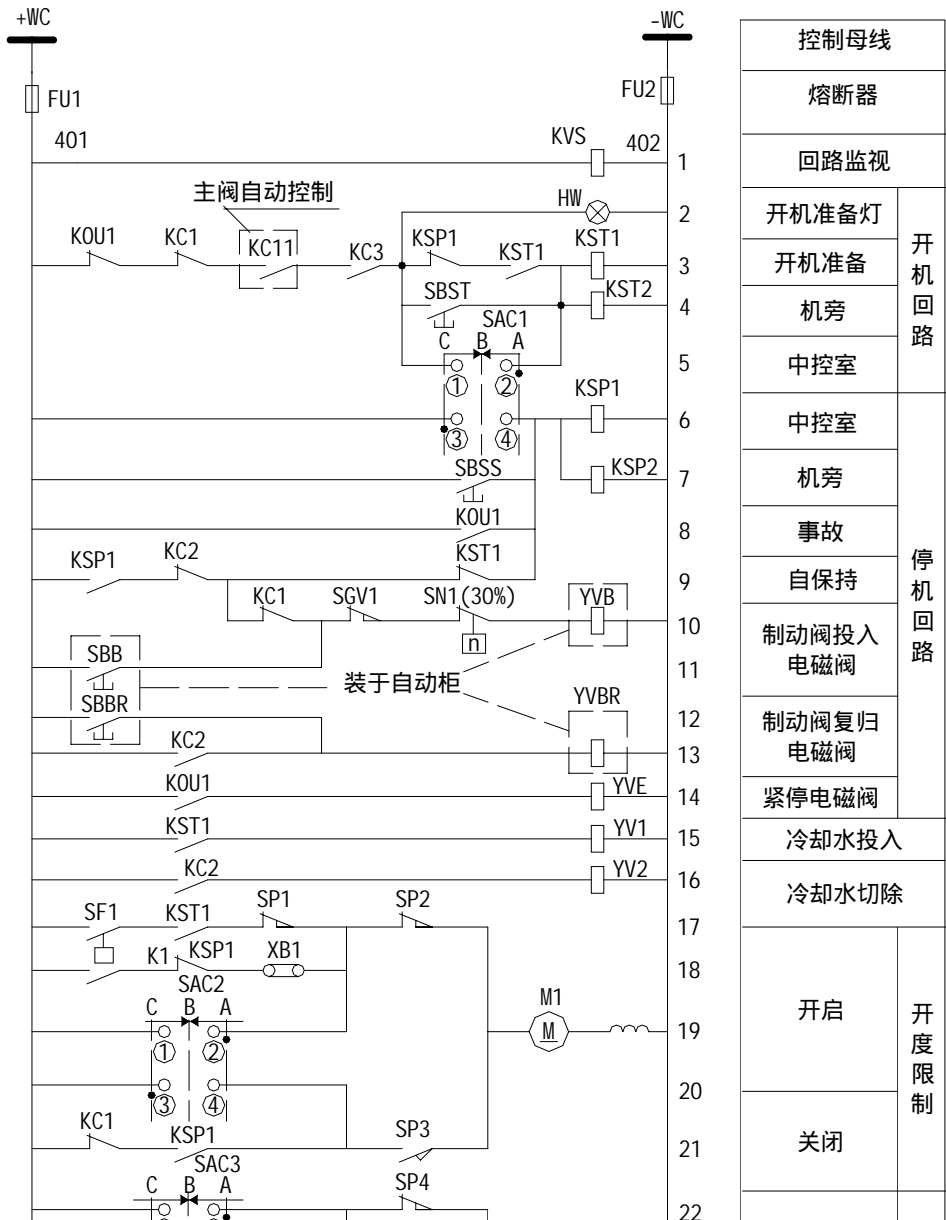 +WC
-WC
控制母线
FU1
FU2
熔断器
401
KVS
402
1
回路监视
主阀自动控制
HW
2
开机准备灯
KOU1
KC1
KC11
KC3
KSP1
KST1
KST1
3
开机准备
SBST
KST2
4
机旁
SAC1
C B A
5
中控室
开机回路
① ②
KSP1
6
中控室
③ ④
SBSS
KSP2
7
机旁
KOU1
8
事故
KSP1
KC2
KST1
9
自保持
KC1
SGV1
SN1(30%)
YVB
n
10
制动阀投入
电磁阀
停机回路
SBB
11
装于自动柜
SBBR
YVBR
12
制动阀复归
电磁阀
KC2
13
KOU1
YVE
14
紧停电磁阀
KST1
YV1
15
冷却水投入
KC2
YV2
16
冷却水切除
SF1
KST1
SP1
SP2
17
K1
KSP1
XB1
18
SAC2
C B A
M1
M
19
开启
① ②
20
③ ④
开度限制
KC1
KSP1
SP3
21
关闭
SAC3
C B A
SP4
22